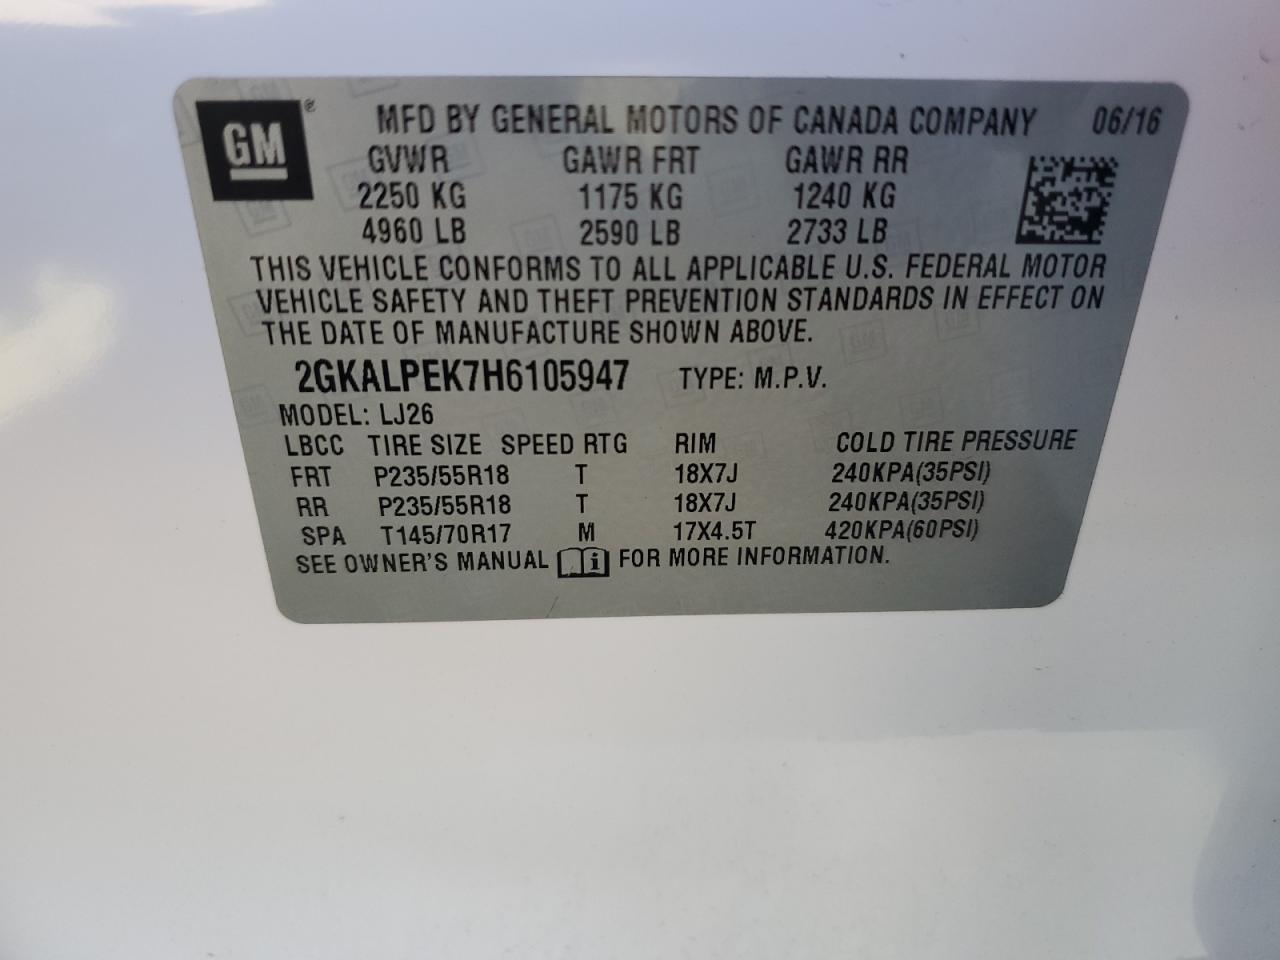 GM®
MFD BY GENERAL MOTORS OF CANADA COMPANY 06/16
GVWR GAWR FRT GAWR RR
2250 KG 1175 KG 1240 KG
4960 LB 2590 LB 2733 LB
THIS VEHICLE CONFORMS TO ALL APPLICABLE U.S. FEDERAL MOTOR
VEHICLE SAFETY AND THEFT PREVENTION STANDARDS IN EFFECT ON
THE DATE OF MANUFACTURE SHOWN ABOVE.
2GKALPEK7H6105947 TYPE: M.P.V.
MODEL: LJ26
LBCC TIRE SIZE SPEED RTG RIM COLD TIRE PRESSURE
FRT P235/55R18 T 18X7J 240KPA(35PSI)
RR P235/55R18 T 18X7J 240KPA(35PSI)
SPA T145/70R17 M 17X4.5T 420KPA(60PSI)
SEE OWNER'S MANUAL i FOR MORE INFORMATION.